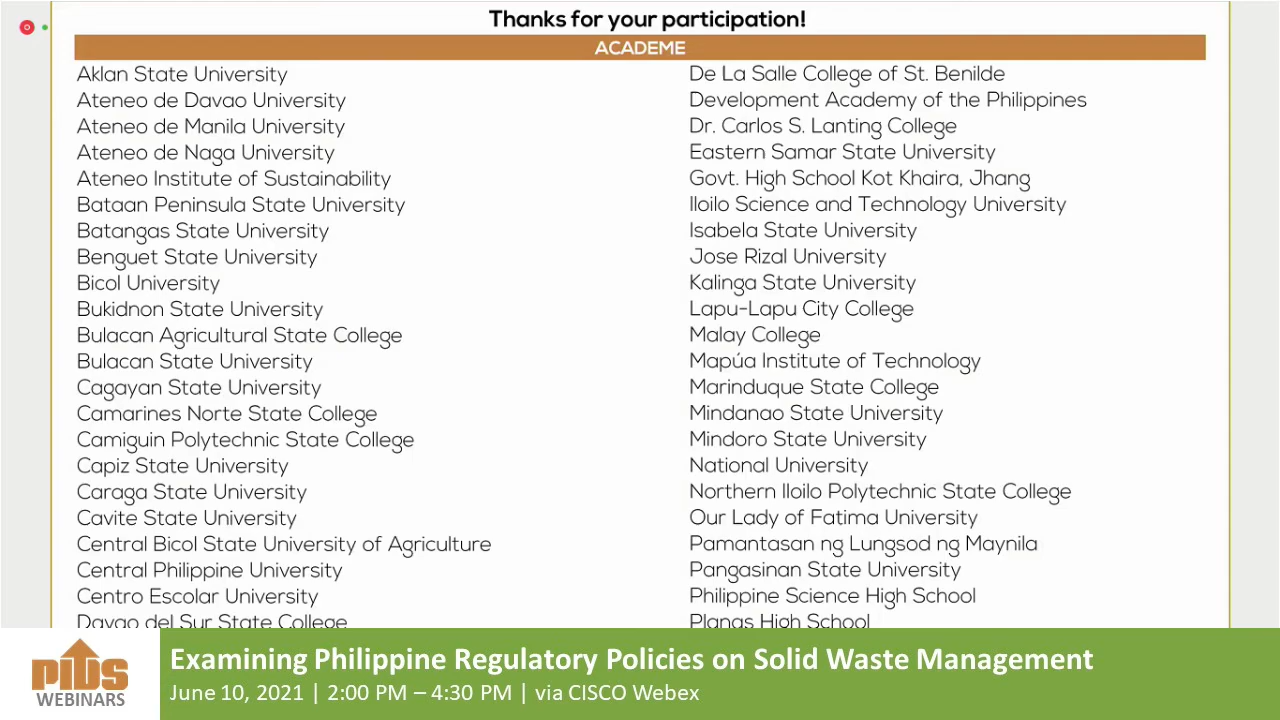 Thanks for your participation!
ACADEME
Aklan State University
Ateneo de Davao University
Ateneo de Manila University
Ateneo de Naga University
Ateneo Institute of Sustainability
Bataan Peninsula State University
Batangas State University
Benguet State University
Bicol University
Bukidnon State University
Bulacan Agricultural State College
Bulacan State University
Cagayan State University
Camarines Norte State College
Camiguin Polytechnic State College
Capiz State University
Caraga State University
Cavite State University
Central Bicol State University of Agriculture
Central Philippine University
Centro Escolar University
Davao del Sur State College
De La Salle College of St. Benilde
Development Academy of the Philippines
Dr. Carlos S. Lanting College
Eastern Samar State University
Govt. High School Kot Khaira, Jhang
Iloilo Science and Technology University
Isabela State University
Jose Rizal University
Kalinga State University
Lapu-Lapu City College
Malay College
Mapúa Institute of Technology
Marinduque State College
Mindanao State University
Mindoro State University
National University
Northern Iloilo Polytechnic State College
Our Lady of Fatima University
Pamantasan ng Lungsod ng Maynila
Pangasinan State University
Philippine Science High School
Planas High School
PIDS
WEBINARS
Examining Philippine Regulatory Policies on Solid Waste Management
June 10, 2021 | 2:00 PM – 4:30 PM | via CISCO Webex